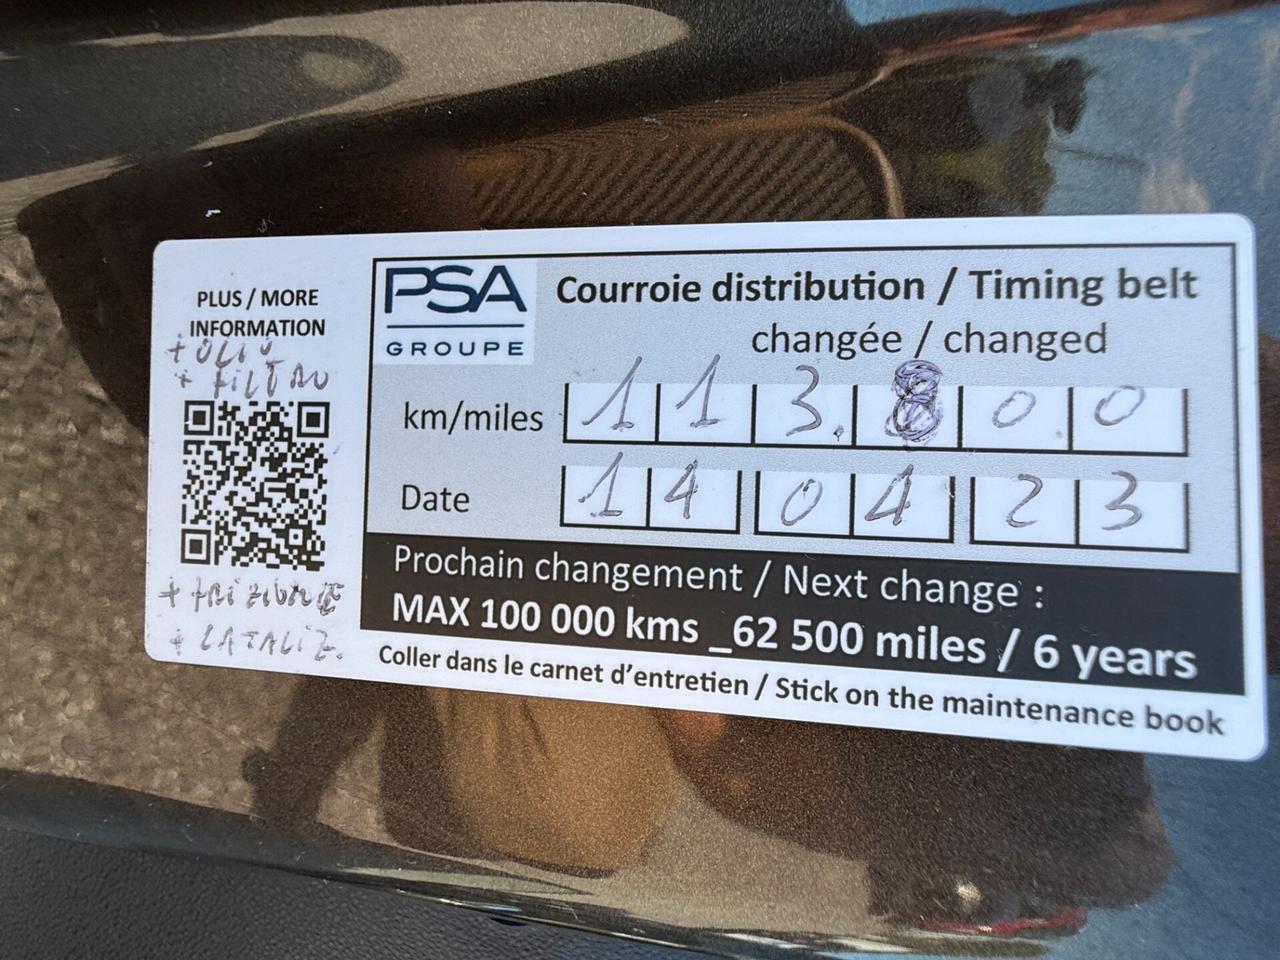 PLUS / MORE
INFORMATION
+ OLIO
+ FILTRO
+ FRIZIONE
+ CATALIZ.
PSA
GROUPE
Courroie distribution / Timing belt
changée / changed
km/miles 113.800
Date 14 04 23
Prochain changement / Next change :
MAX 100 000 kms _62 500 miles / 6 years
Coller dans le carnet d'entretien / Stick on the maintenance book